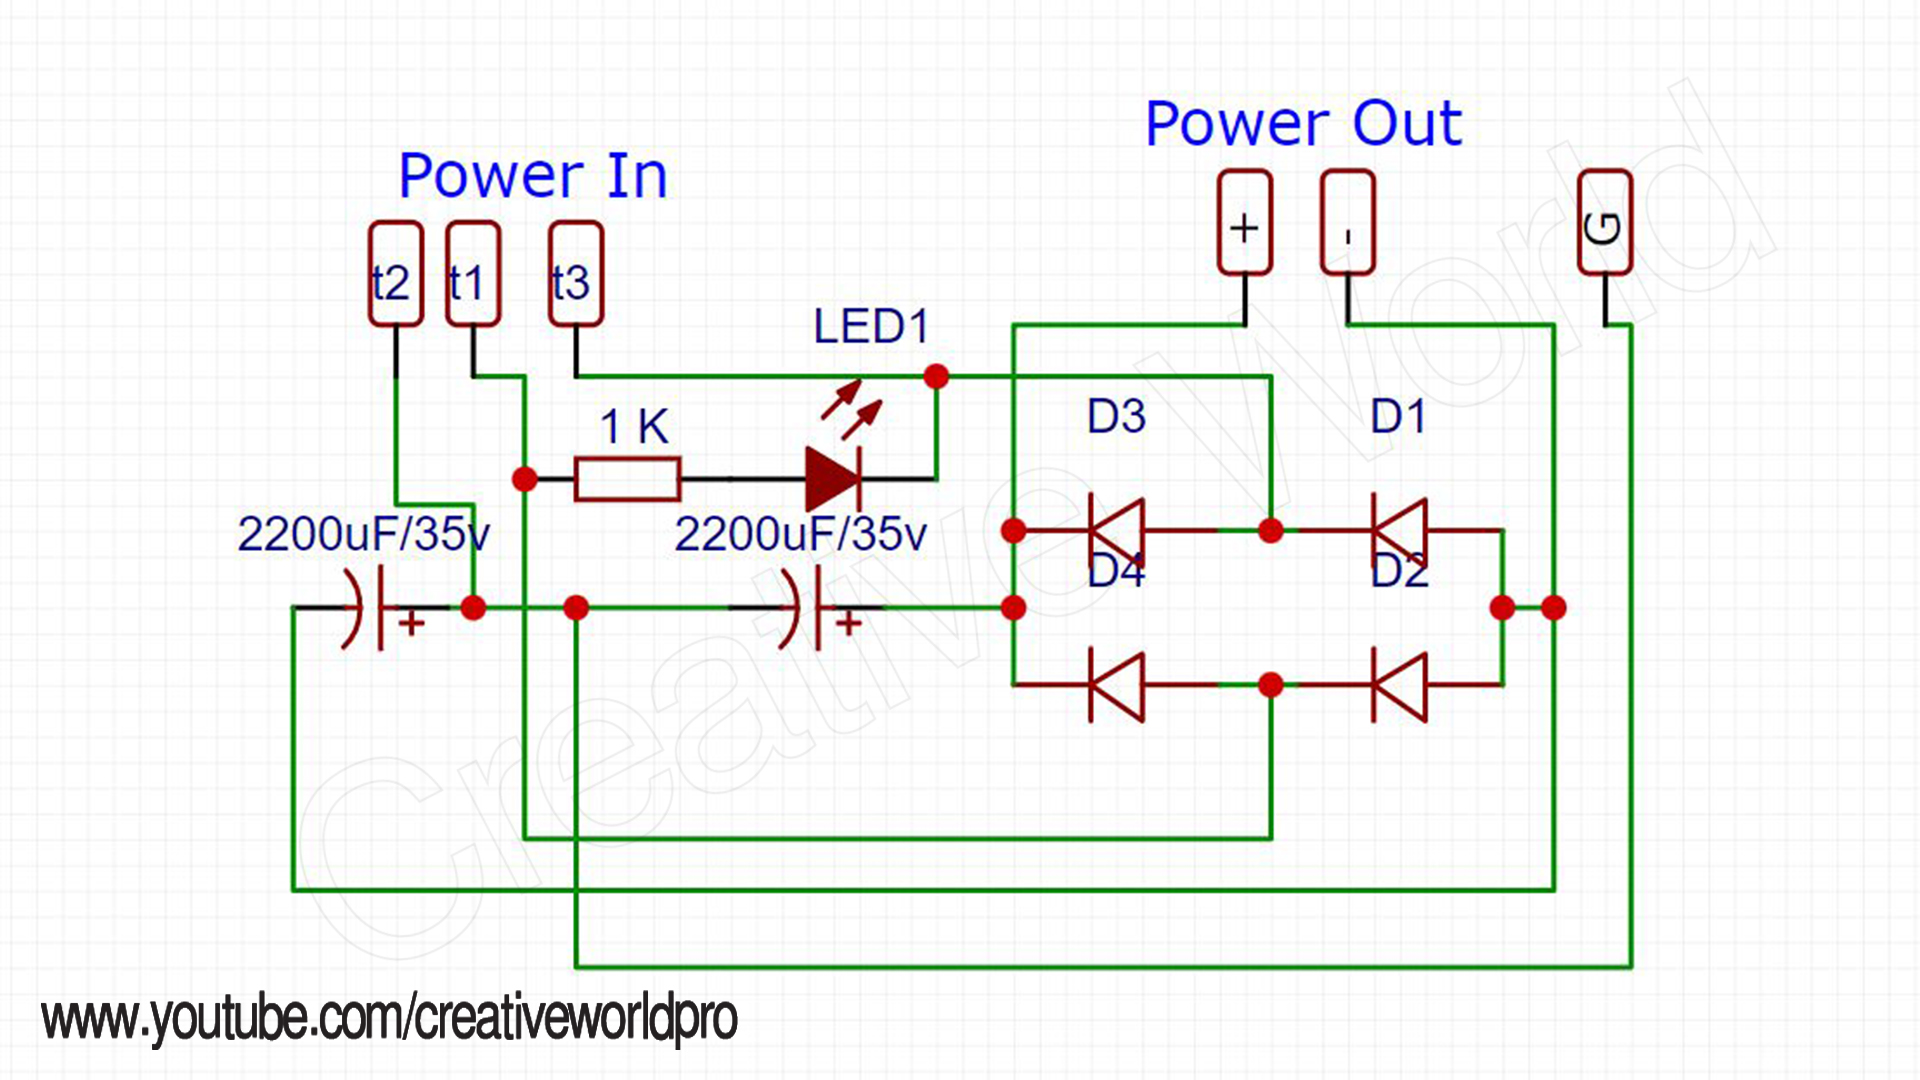 Power Out
Power In
+
-
G
t2
t1
t3
LED1
1 K
D3
D1
2200uF/35v
2200uF/35v
D4
D2
+
+
Creative World
www.youtube.com/creativeworldpro